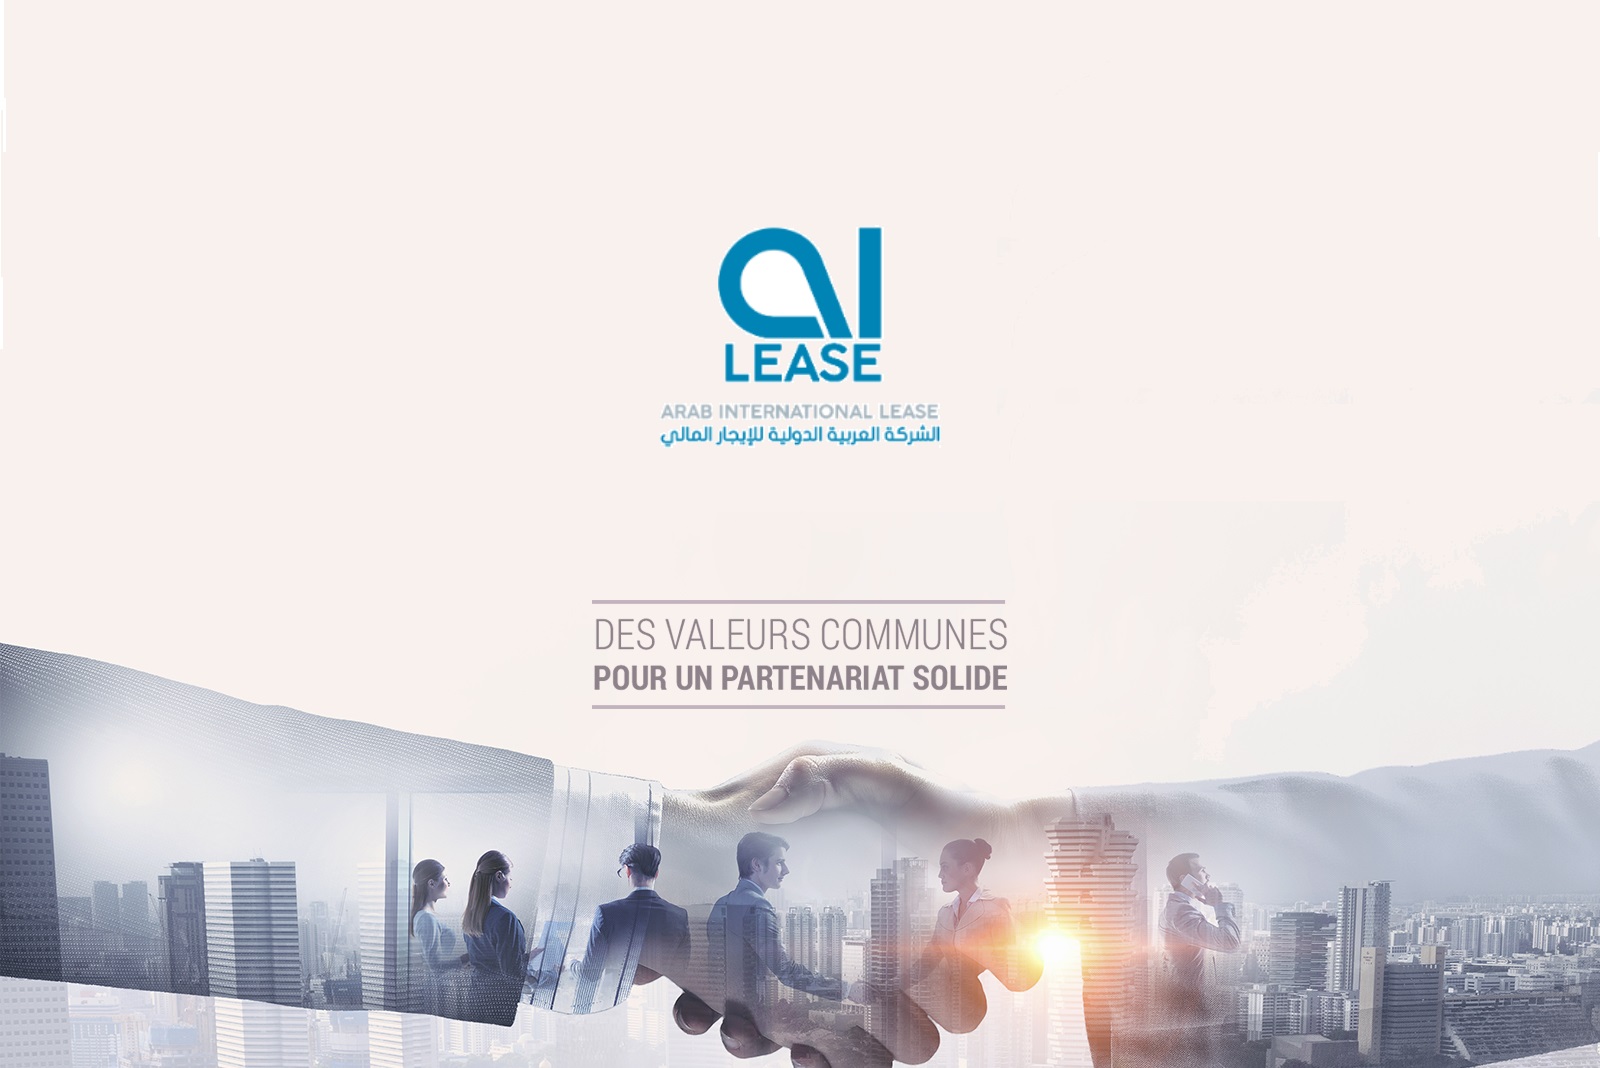 AI
LEASE
ARAB INTERNATIONAL LEASE
الشركة العربية الدولية للإيجار المالي
DES VALEURS COMMUNES
POUR UN PARTENARIAT SOLIDE